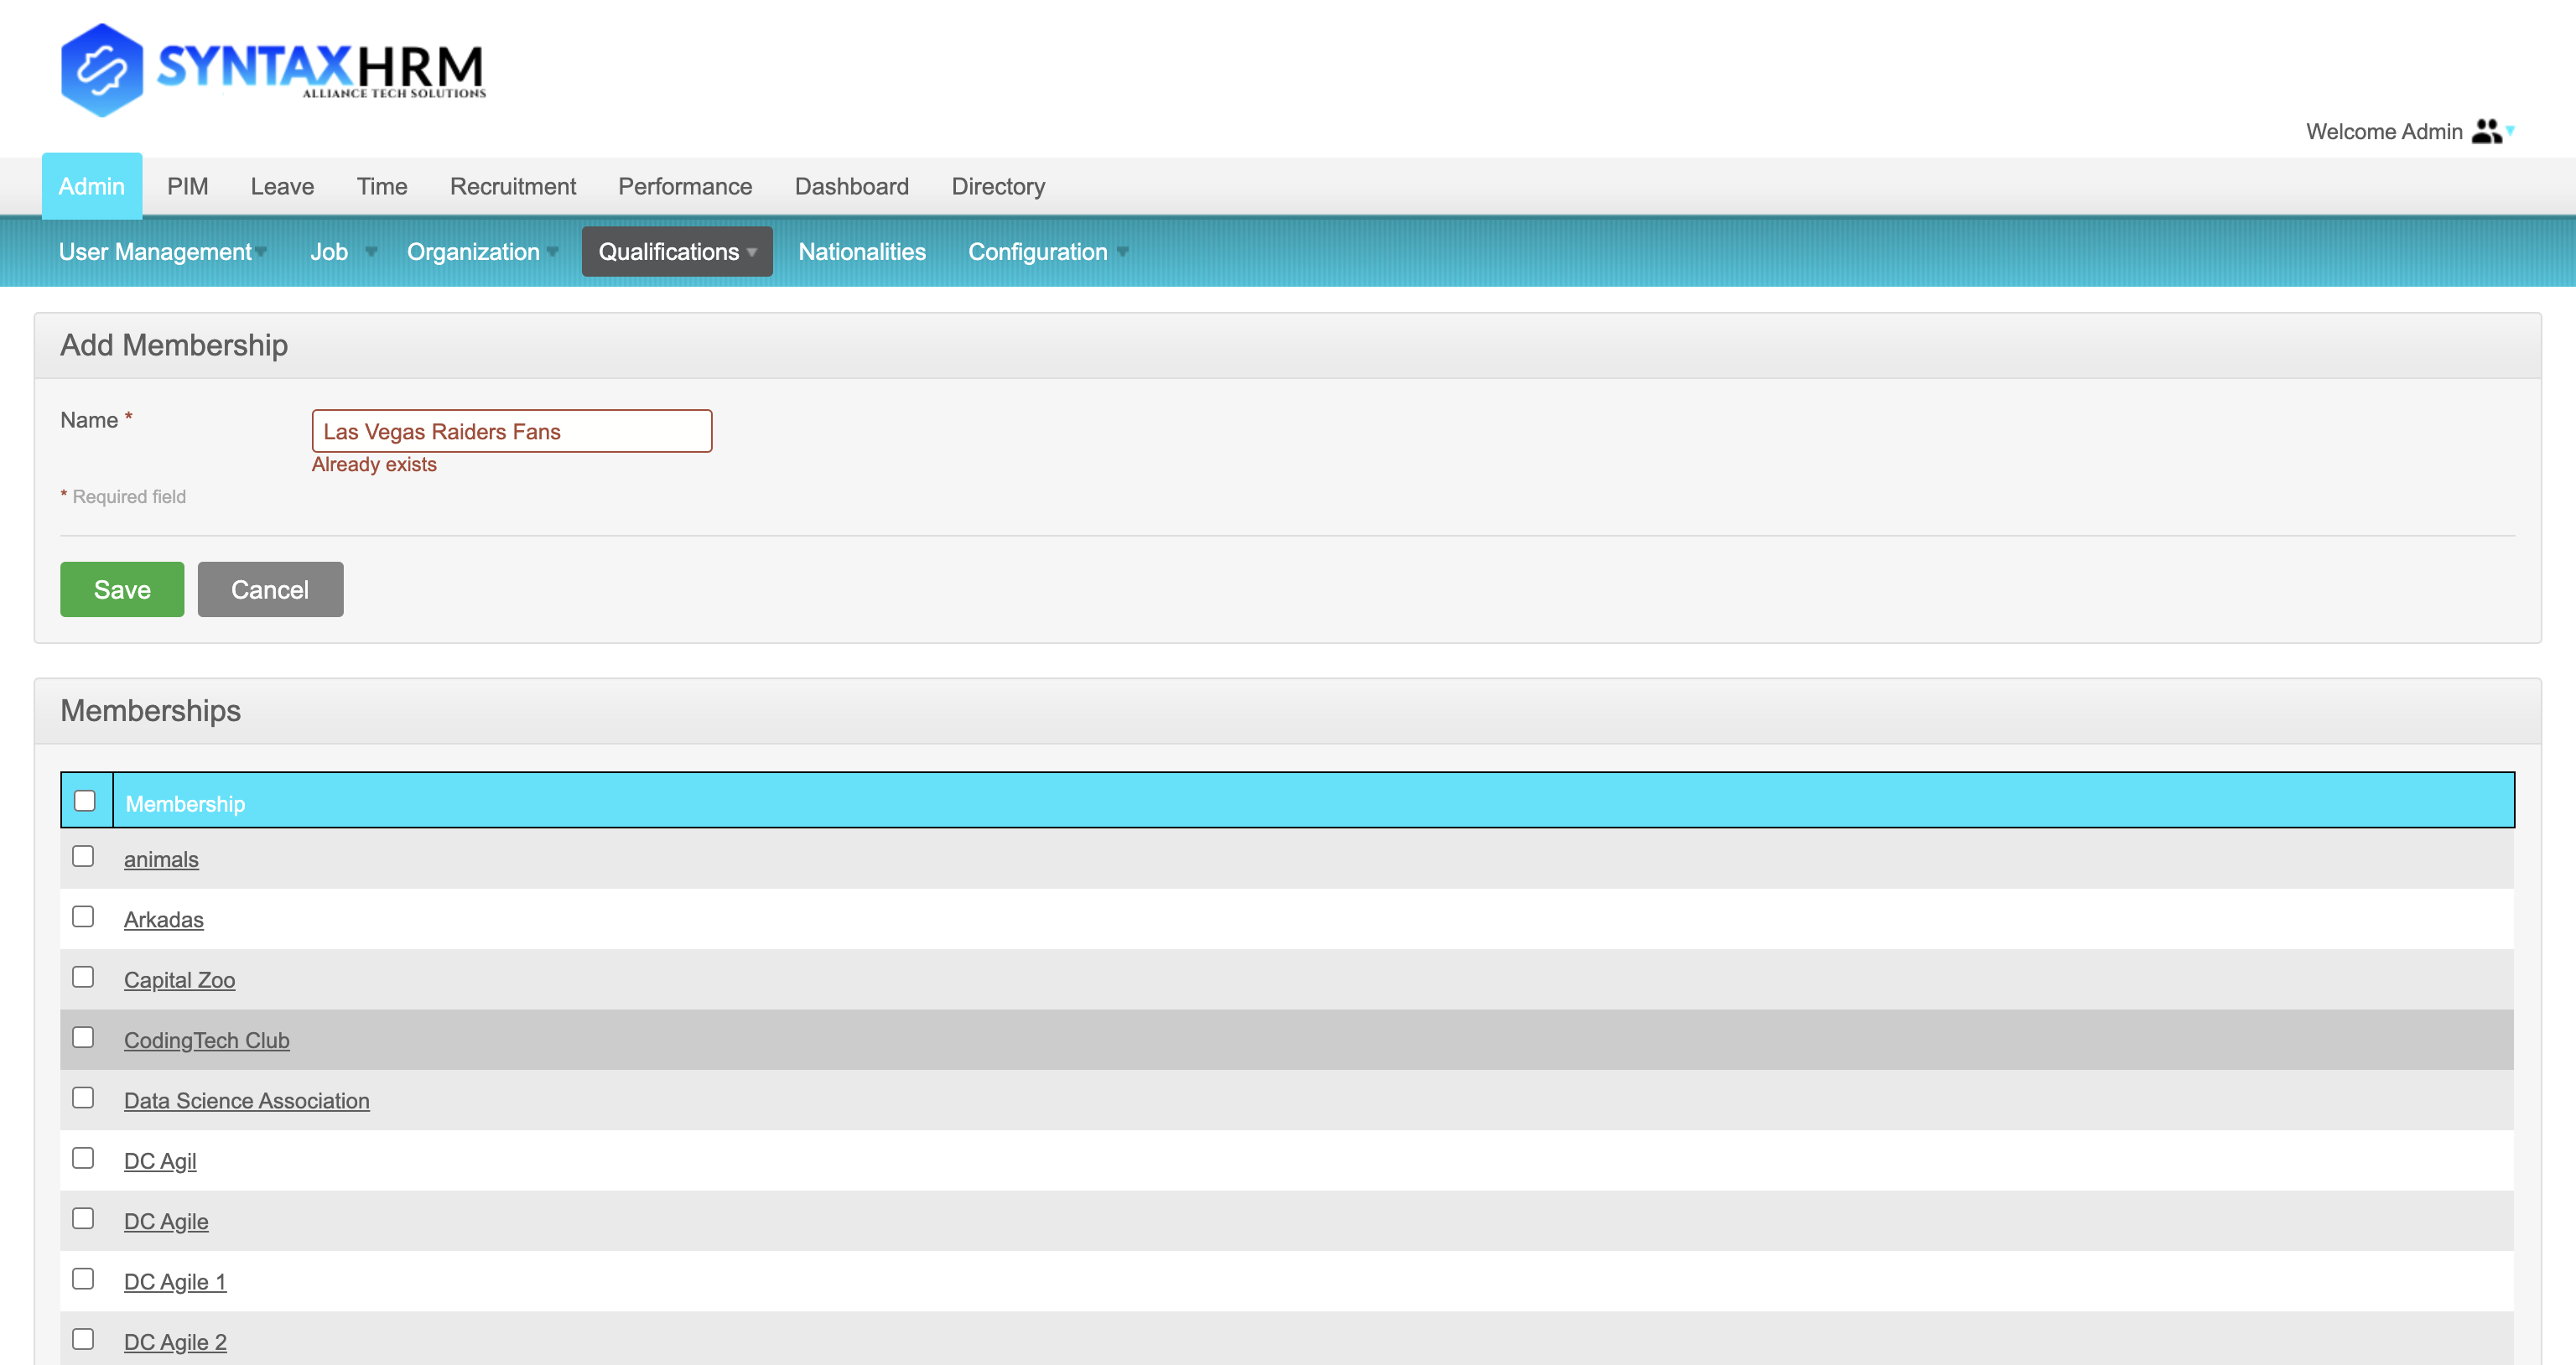 SYNTAXHRM
ALLIANCE TECH SOLUTIONS
Welcome Admin
Admin PIM Leave Time Recruitment Performance Dashboard Directory
User Management Job Organization Qualifications Nationalities Configuration
Add Membership
Name *
Las Vegas Raiders Fans
Already exists
* Required field
Save Cancel
Memberships
Membership
animals
Arkadas
Capital Zoo
CodingTech Club
Data Science Association
DC Agil
DC Agile
DC Agile 1
DC Agile 2